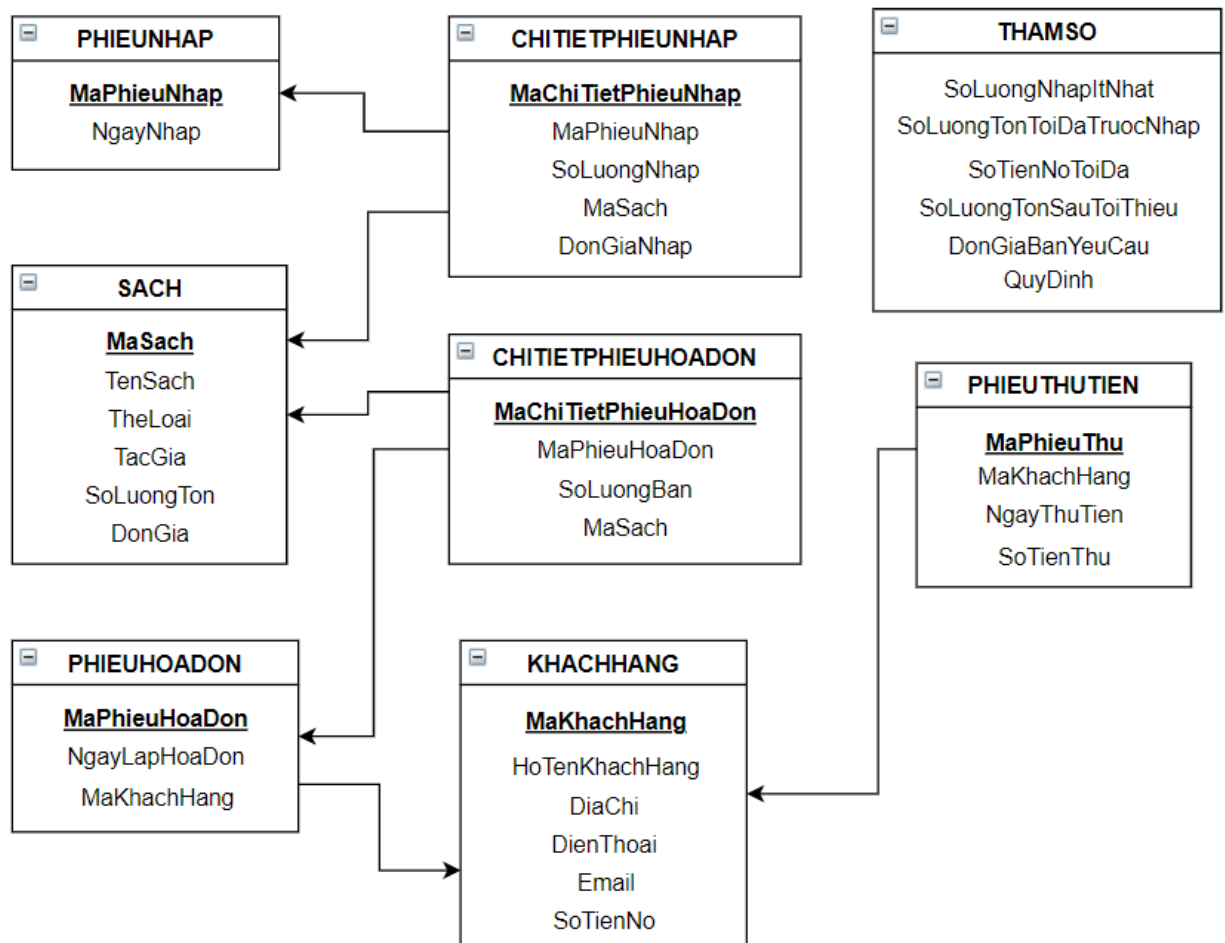 PHIEUNHAP
MaPhieuNhap
NgayNhap
CHITIETPHIEUNHAP
MaChiTietPhieuNhap
MaPhieuNhap
SoLuongNhap
MaSach
DonGiaNhap
THAMSO
SoLuongNhapItNhat
SoLuongTonToiDaTruocNhap
SoTienNoToiDa
SoLuongTonSauToiThieu
DonGiaBanYeuCau
QuyDinh
SACH
MaSach
TenSach
TheLoai
TacGia
SoLuongTon
DonGia
CHITIETPHIEUHOADON
MaChiTietPhieuHoaDon
MaPhieuHoaDon
SoLuongBan
MaSach
PHIEUTHUTIEN
MaPhieuThu
MaKhachHang
NgayThuTien
SoTienThu
PHIEUHOADON
MaPhieuHoaDon
NgayLapHoaDon
MaKhachHang
KHACHHANG
MaKhachHang
HoTenKhachHang
DiaChi
DienThoai
Email
SoTienNo